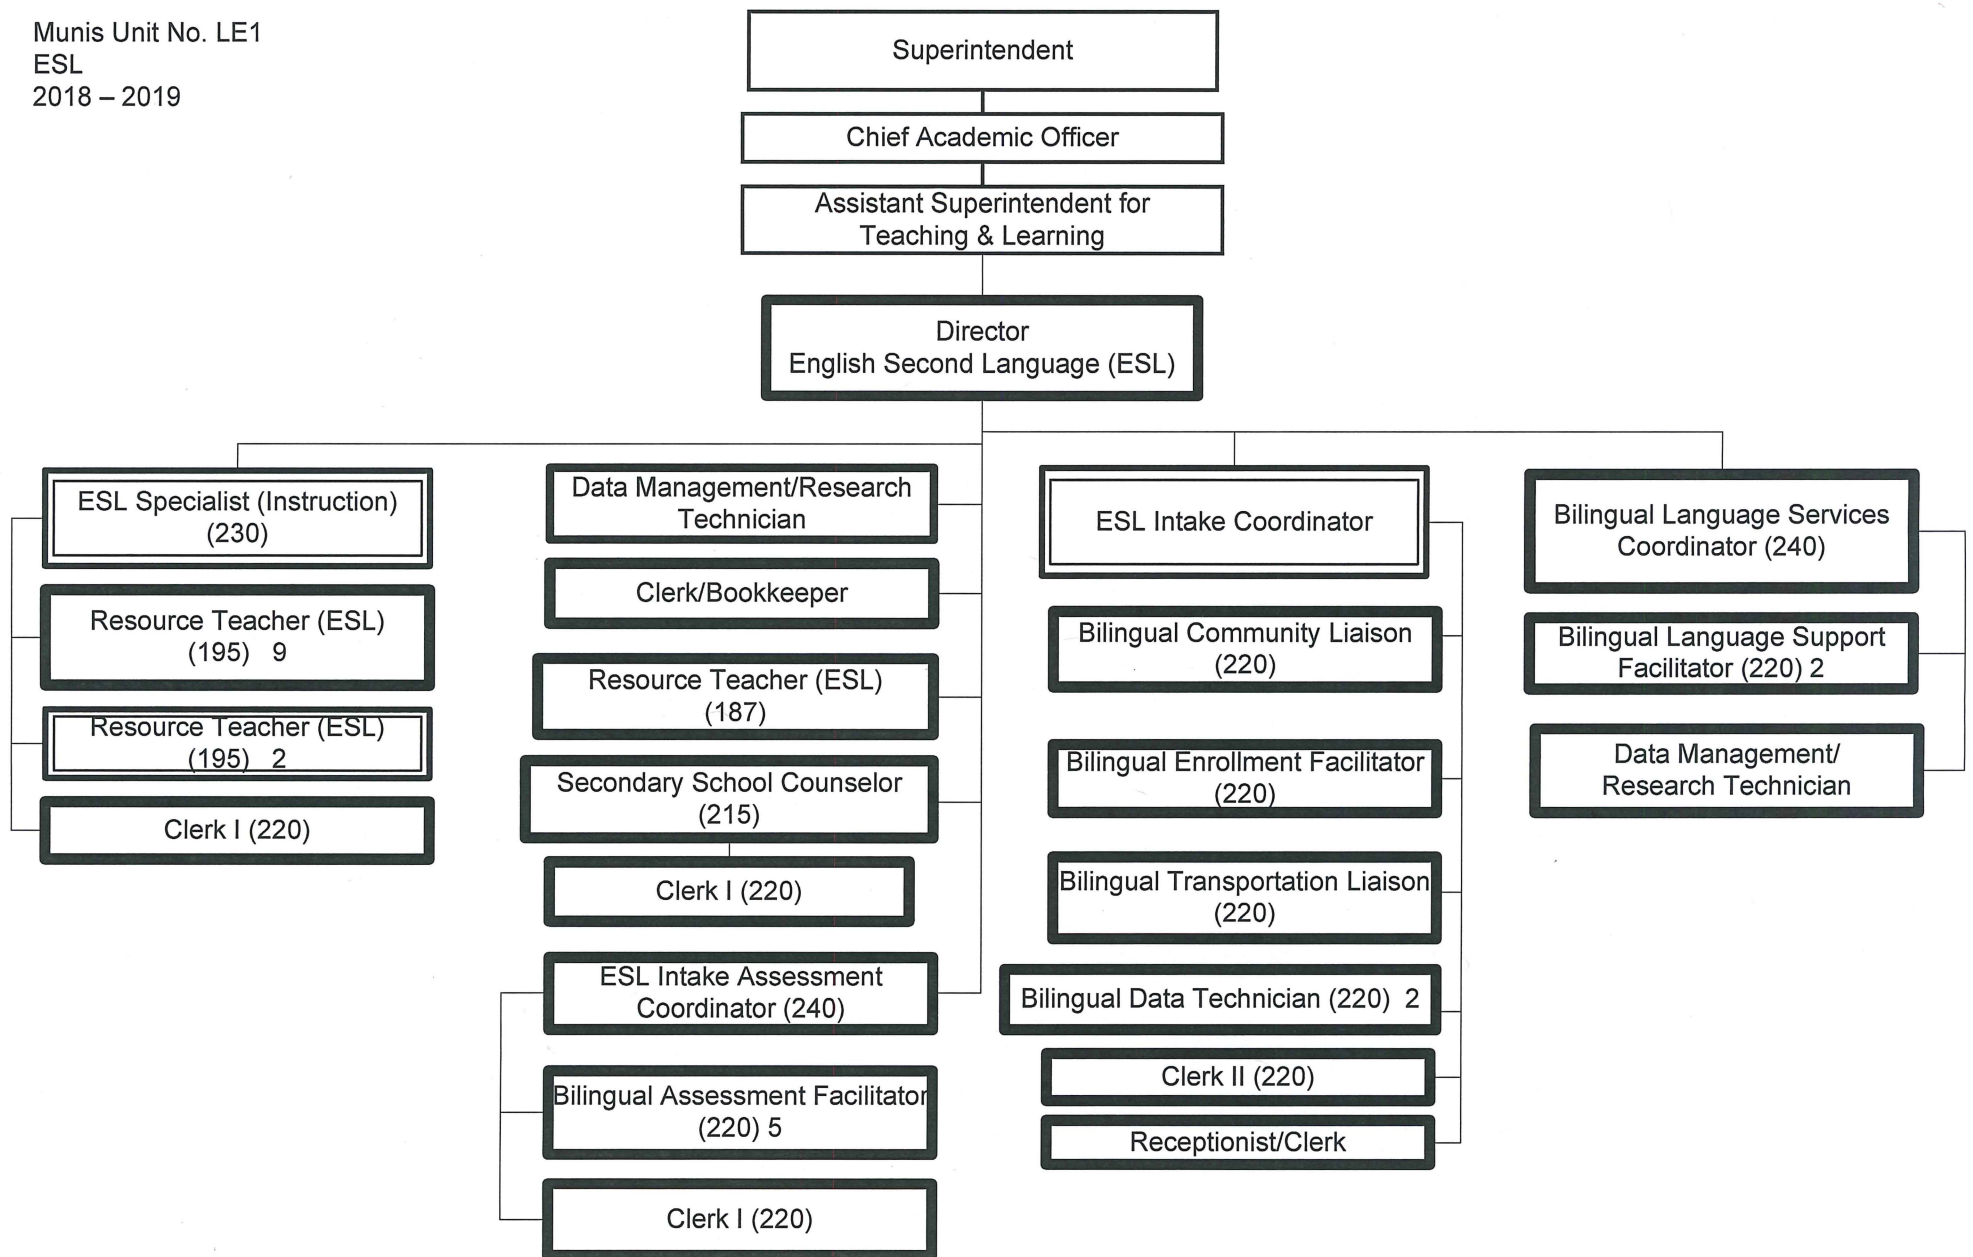 Munis Unit No. LE1
ESL
2018 – 2019
Superintendent
Chief Academic Officer
Assistant Superintendent for
Teaching & Learning
Director
English Second Language (ESL)
ESL Specialist (Instruction)
(230)
Resource Teacher (ESL)
(195) 9
Resource Teacher (ESL)
(195) 2
Clerk I (220)
Data Management/Research
Technician
Clerk/Bookkeeper
Resource Teacher (ESL)
(187)
Secondary School Counselor
(215)
Clerk I (220)
ESL Intake Assessment
Coordinator (240)
Bilingual Assessment Facilitator
(220) 5
Clerk I (220)
ESL Intake Coordinator
Bilingual Community Liaison
(220)
Bilingual Enrollment Facilitator
(220)
Bilingual Transportation Liaison
(220)
Bilingual Data Technician (220) 2
Clerk II (220)
Receptionist/Clerk
Bilingual Language Services
Coordinator (240)
Bilingual Language Support
Facilitator (220) 2
Data Management/
Research Technician